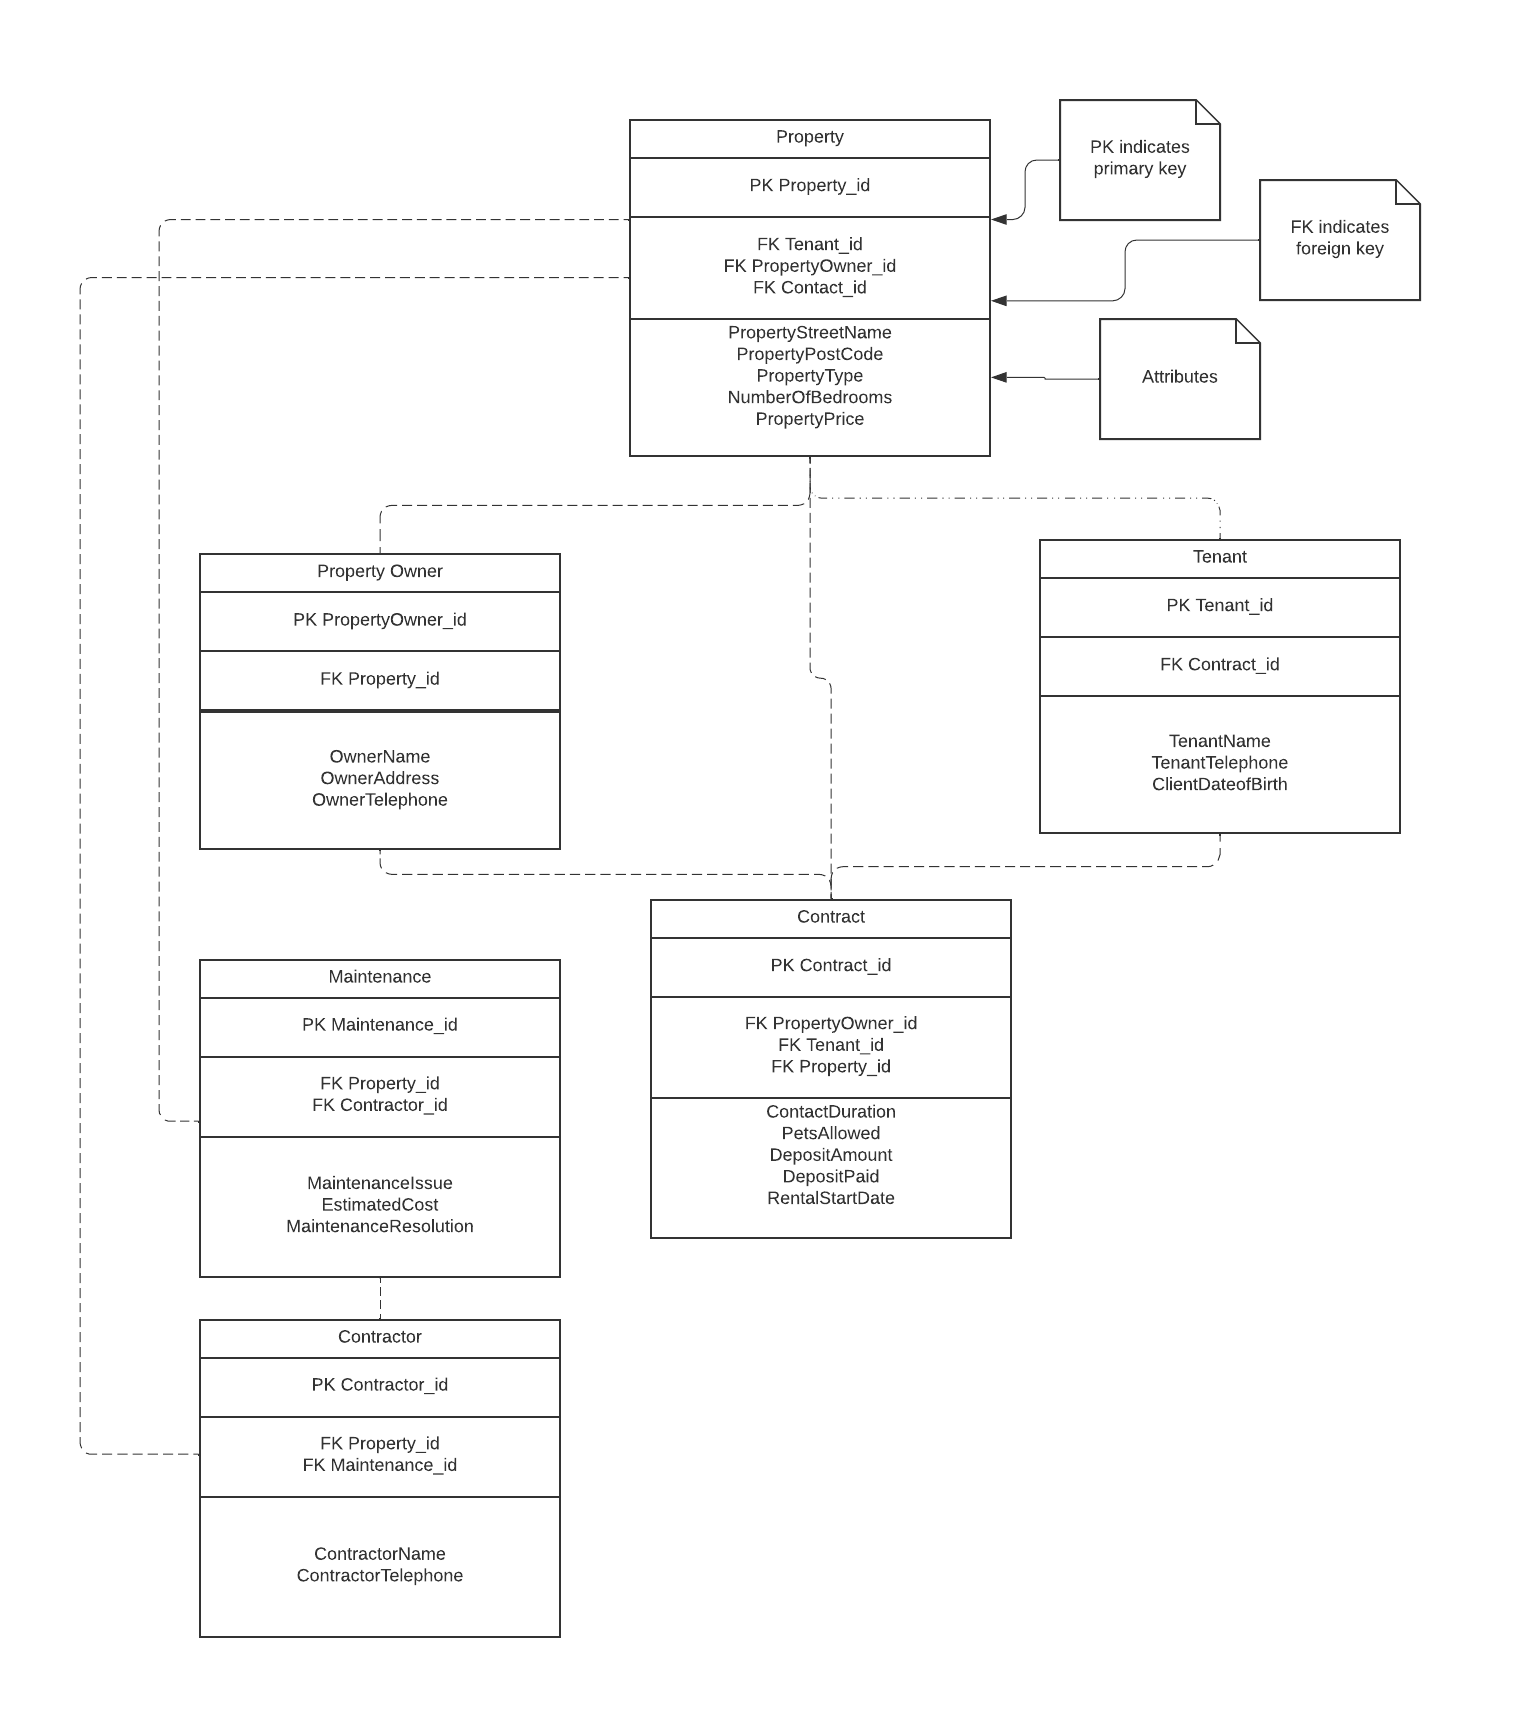 Property
PK Property_id
FK Tenant_id
FK PropertyOwner_id
FK Contact_id
PropertyStreetName
PropertyPostCode
PropertyType
NumberOfBedrooms
PropertyPrice
PK indicates
primary key
FK indicates
foreign key
Attributes
Property Owner
PK PropertyOwner_id
FK Property_id
OwnerName
OwnerAddress
OwnerTelephone
Tenant
PK Tenant_id
FK Contract_id
TenantName
TenantTelephone
ClientDateofBirth
Contract
PK Contract_id
FK PropertyOwner_id
FK Tenant_id
FK Property_id
ContactDuration
PetsAllowed
DepositAmount
DepositPaid
RentalStartDate
Maintenance
PK Maintenance_id
FK Property_id
FK Contractor_id
MaintenanceIssue
EstimatedCost
MaintenanceResolution
Contractor
PK Contractor_id
FK Property_id
FK Maintenance_id
ContractorName
ContractorTelephone